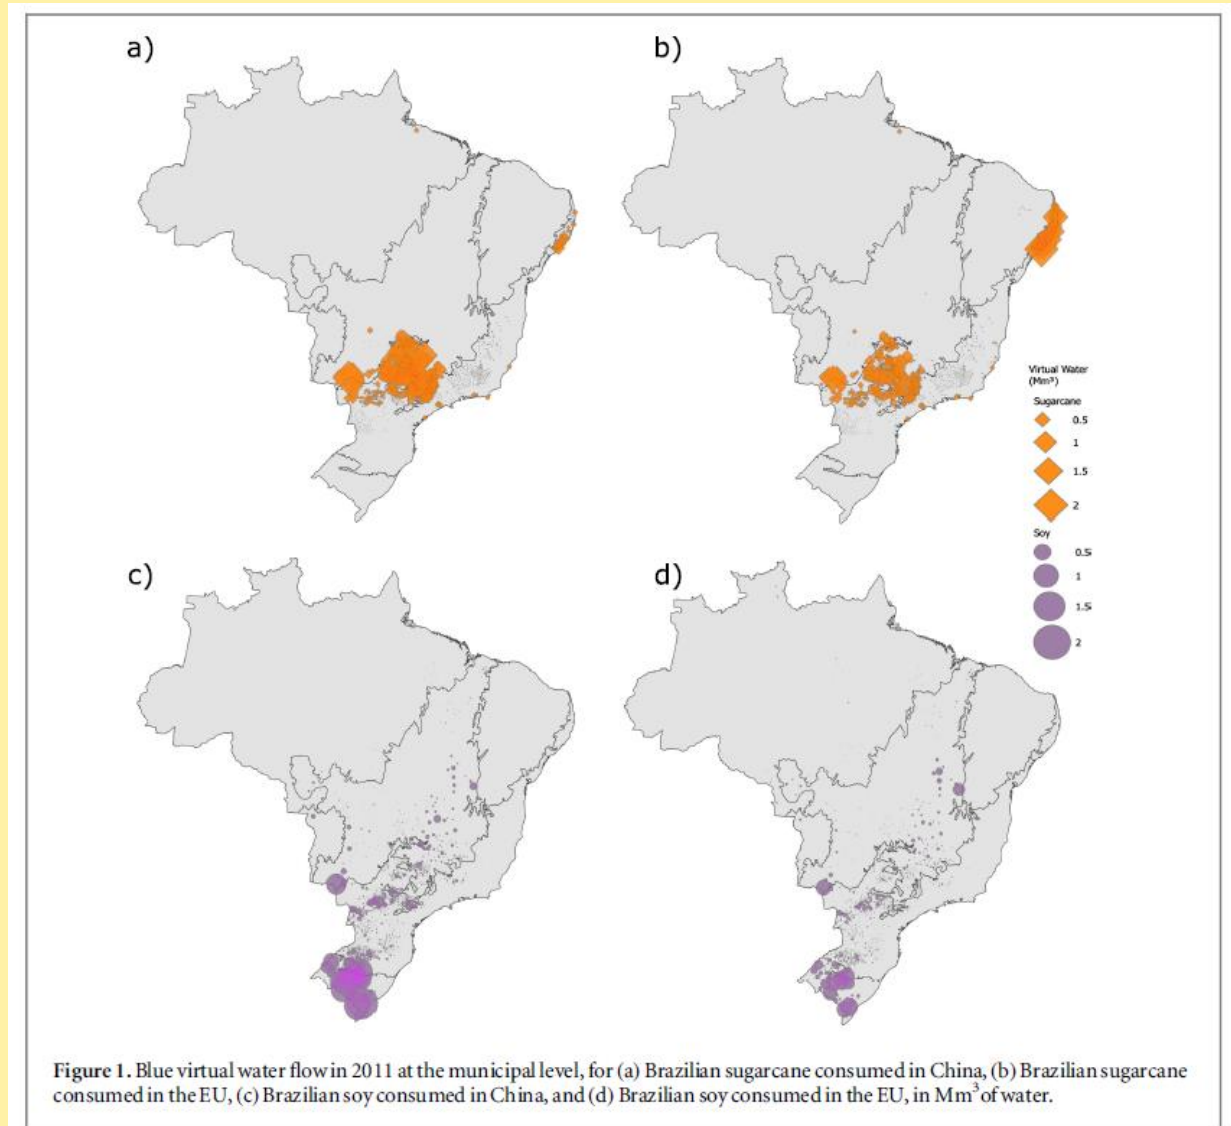 a)
b)
Virtual Water
(Mm³)
Sugarcane
0.5
1
1.5
2
Soy
0.5
1
1.5
2
c)
d)
Figure 1. Blue virtual water flow in 2011 at the municipal level, for (a) Brazilian sugarcane consumed in China, (b) Brazilian sugarcane
consumed in the EU, (c) Brazilian soy consumed in China, and (d) Brazilian soy consumed in the EU, in Mm³ of water.